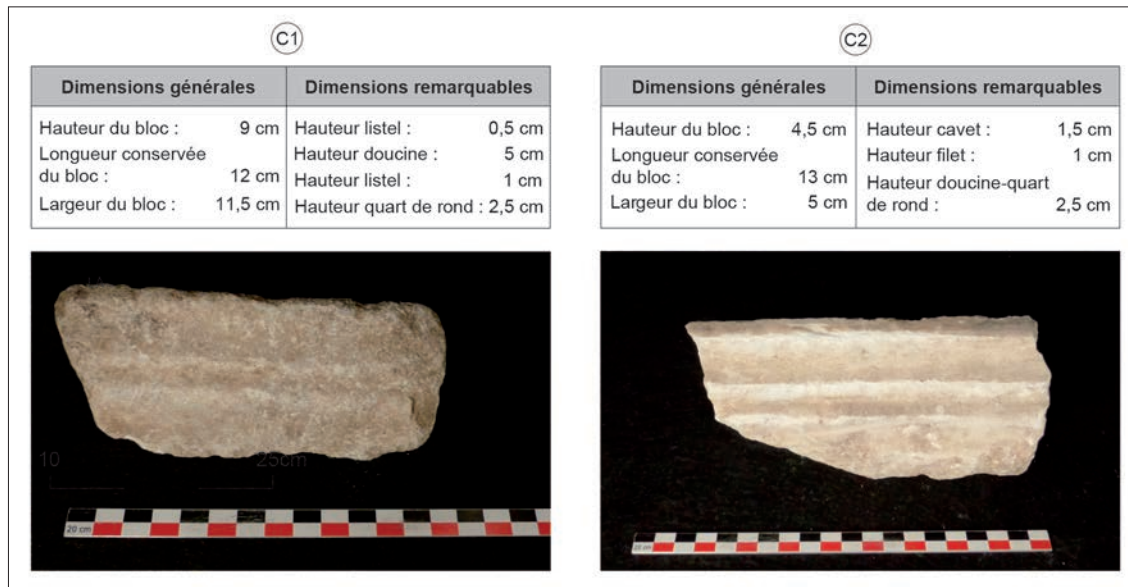 C1
Dimensions générales Dimensions remarquables
Hauteur du bloc : 9 cm
Longueur conservée
du bloc : 12 cm
Largeur du bloc : 11,5 cm
Hauteur listel : 0,5 cm
Hauteur doucine : 5 cm
Hauteur listel : 1 cm
Hauteur quart de rond : 2,5 cm
10 25cm
20 cm
C2
Dimensions générales Dimensions remarquables
Hauteur du bloc : 4,5 cm
Longueur conservée
du bloc : 13 cm
Largeur du bloc : 5 cm
Hauteur cavet : 1,5 cm
Hauteur filet : 1 cm
Hauteur doucine-quart
de rond : 2,5 cm